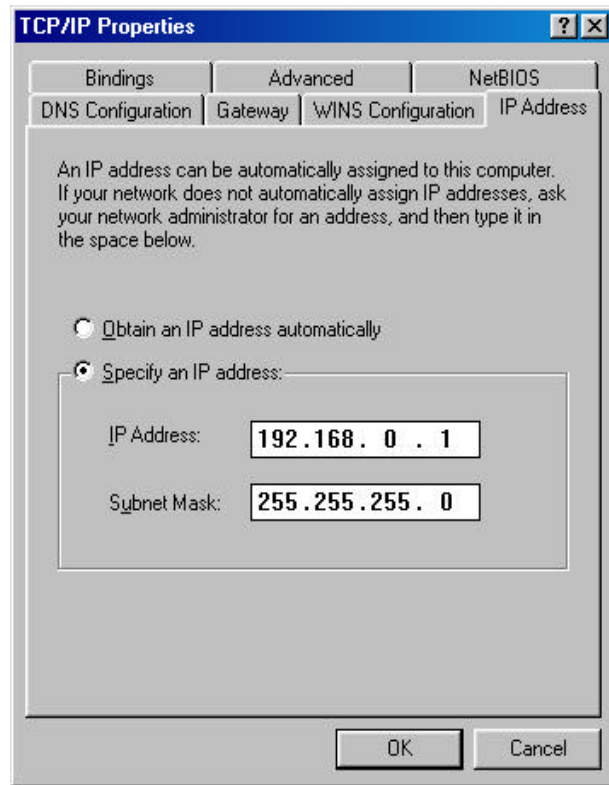 TCP/IP Properties
Bindings Advanced NetBIOS
DNS Configuration Gateway WINS Configuration IP Address
An IP address can be automatically assigned to this computer.
If your network does not automatically assign IP addresses, ask
your network administrator for an address, and then type it in
the space below.
Obtain an IP address automatically
Specify an IP address:
IP Address: 192.168. 0 . 1
Subnet Mask: 255.255.255. 0
OK Cancel